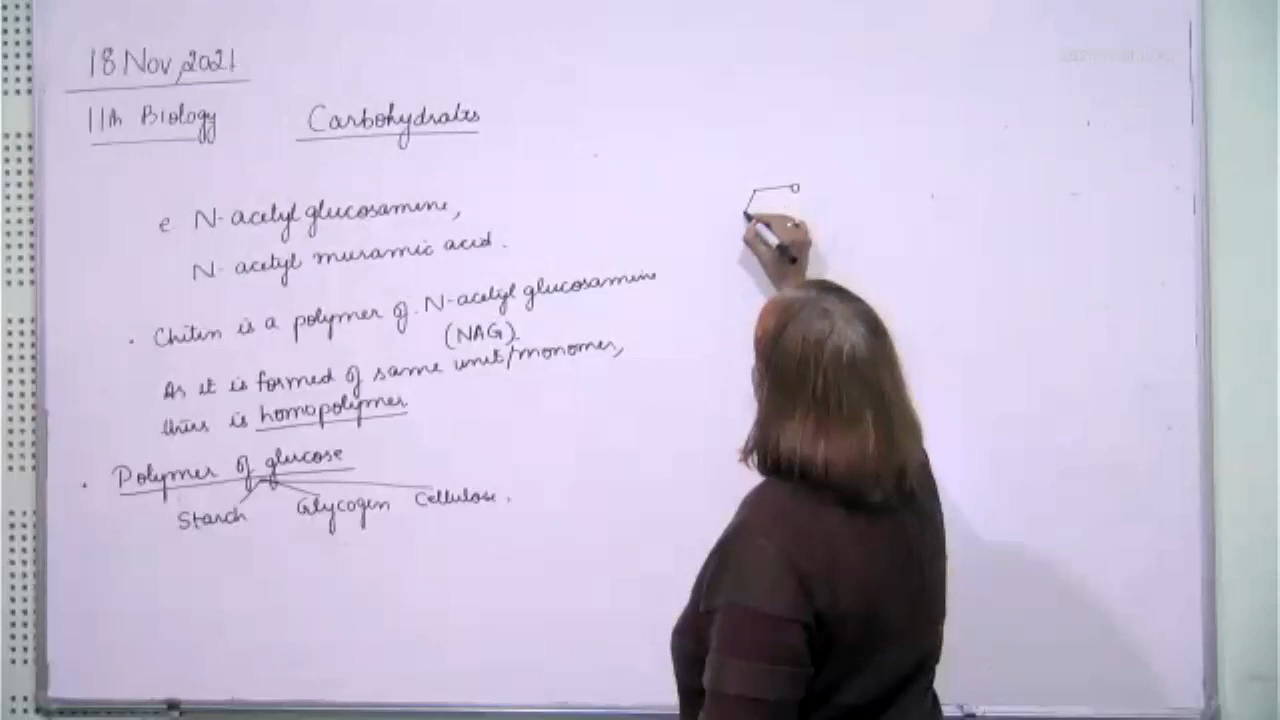 18 Nov, 2021
11th Biology Carbohydrates
e N-acetyl glucosamine,
N-acetyl muramic acid.
. Chitin is a polymer of N-acetyl glucosamine
(NAG).
As it is formed of same unit/monomer,
thus is homopolymer
. Polymer of glucose
Starch Glycogen Cellulose.
O